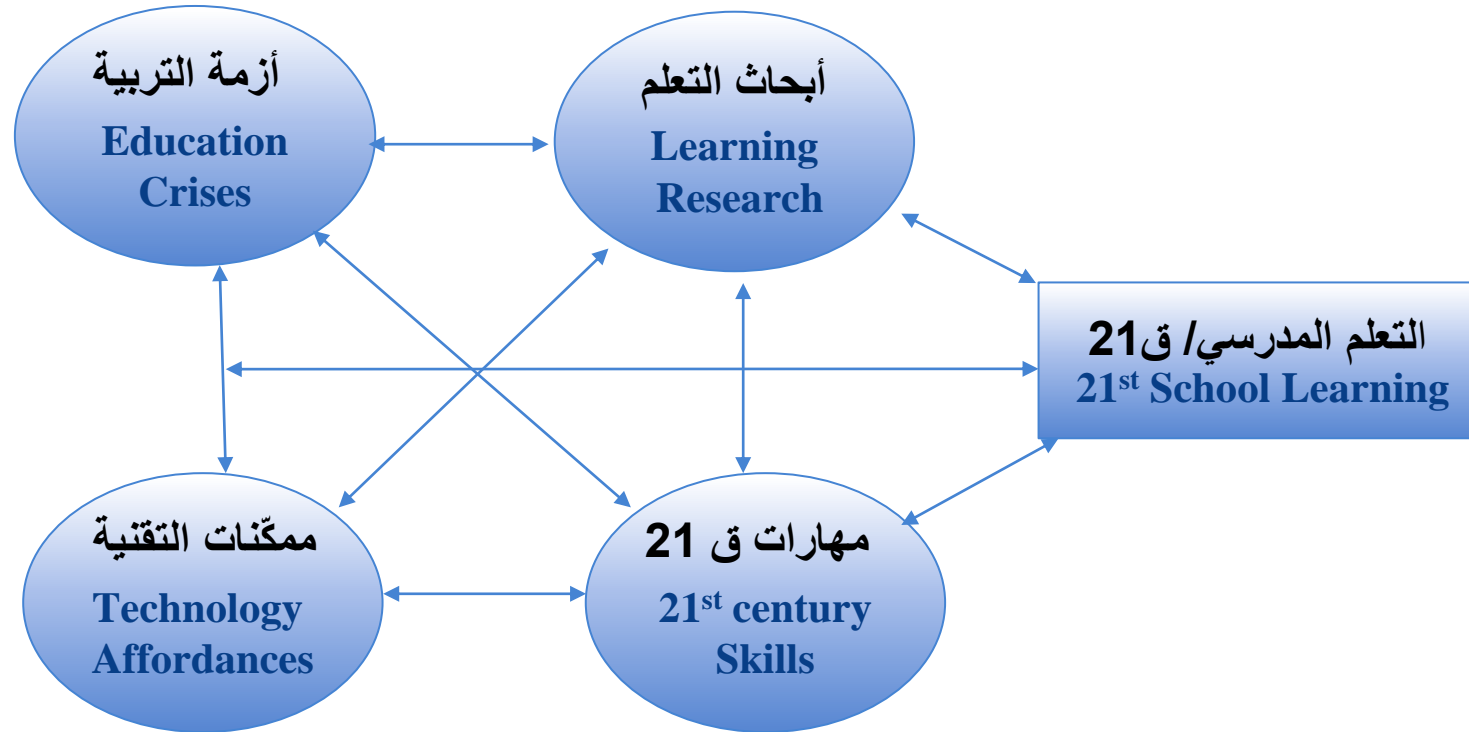 أزمة التربية
Education
Crises
أبحاث التعلم
Learning
Research
التعلم المدرسي/ ق21
21st School Learning
ممكّنات التقنية
Technology
Affordances
مهارات ق 21
21st century
Skills